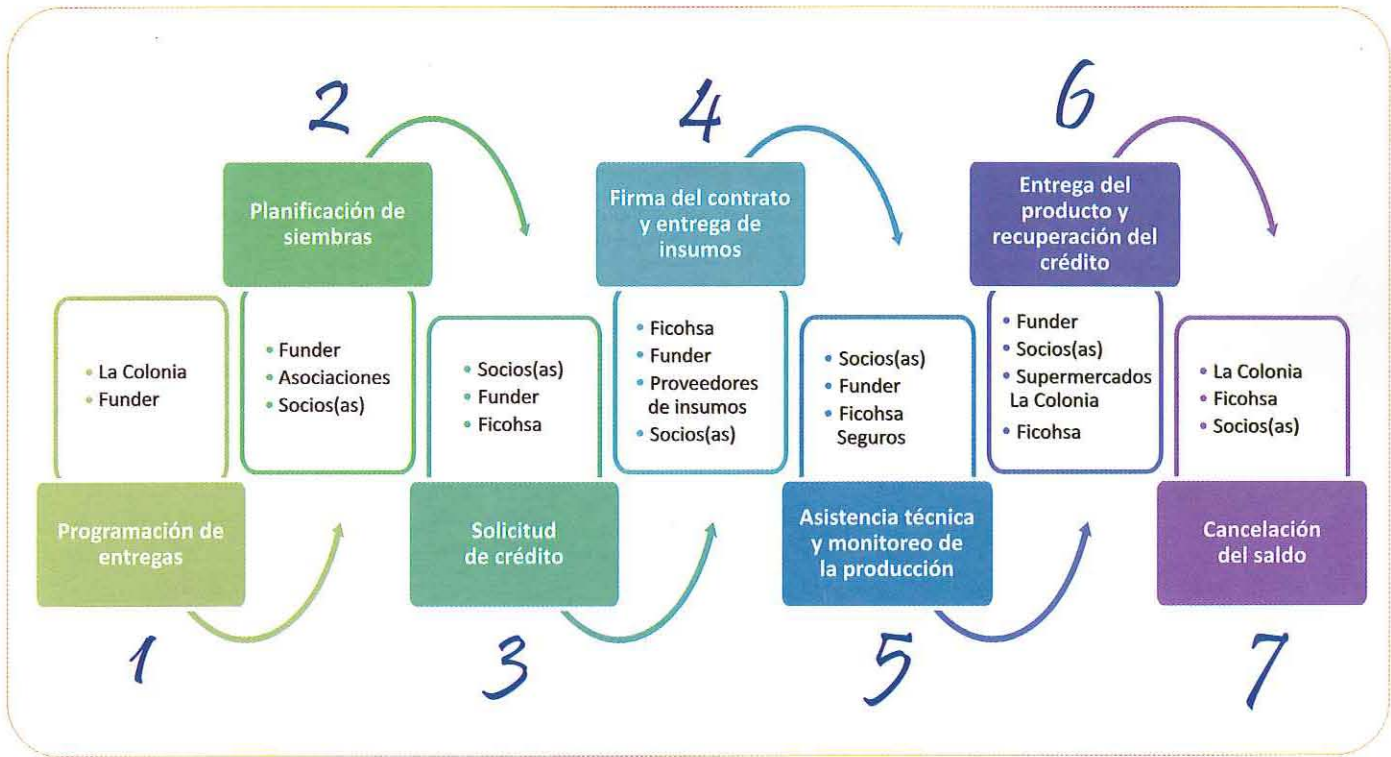 1
Programación de
entregas
• La Colonia
• Funder
2
Planificación de
siembras
• Funder
• Asociaciones
• Socios(as)
3
Solicitud
de crédito
• Socios(as)
• Funder
• Ficohsa
4
Firma del contrato
y entrega de
insumos
• Ficohsa
• Funder
• Proveedores
de insumos
• Socios(as)
5
Asistencia técnica
y monitoreo de
la producción
• Socios(as)
• Funder
• Ficohsa
Seguros
6
Entrega del
producto y
recuperación del
crédito
• Funder
• Socios(as)
• Supermercados
La Colonia
• Ficohsa
7
Cancelación
del saldo
• La Colonia
• Ficohsa
• Socios(as)